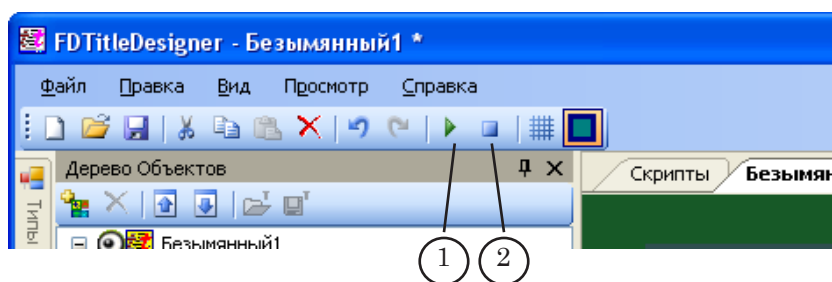 FDTitleDesigner - Безымянный1 *
Файл Правка Вид Просмотр Справка
Дерево Объектов
Скрипты Безымян
Типы
Безымянный1
1 2